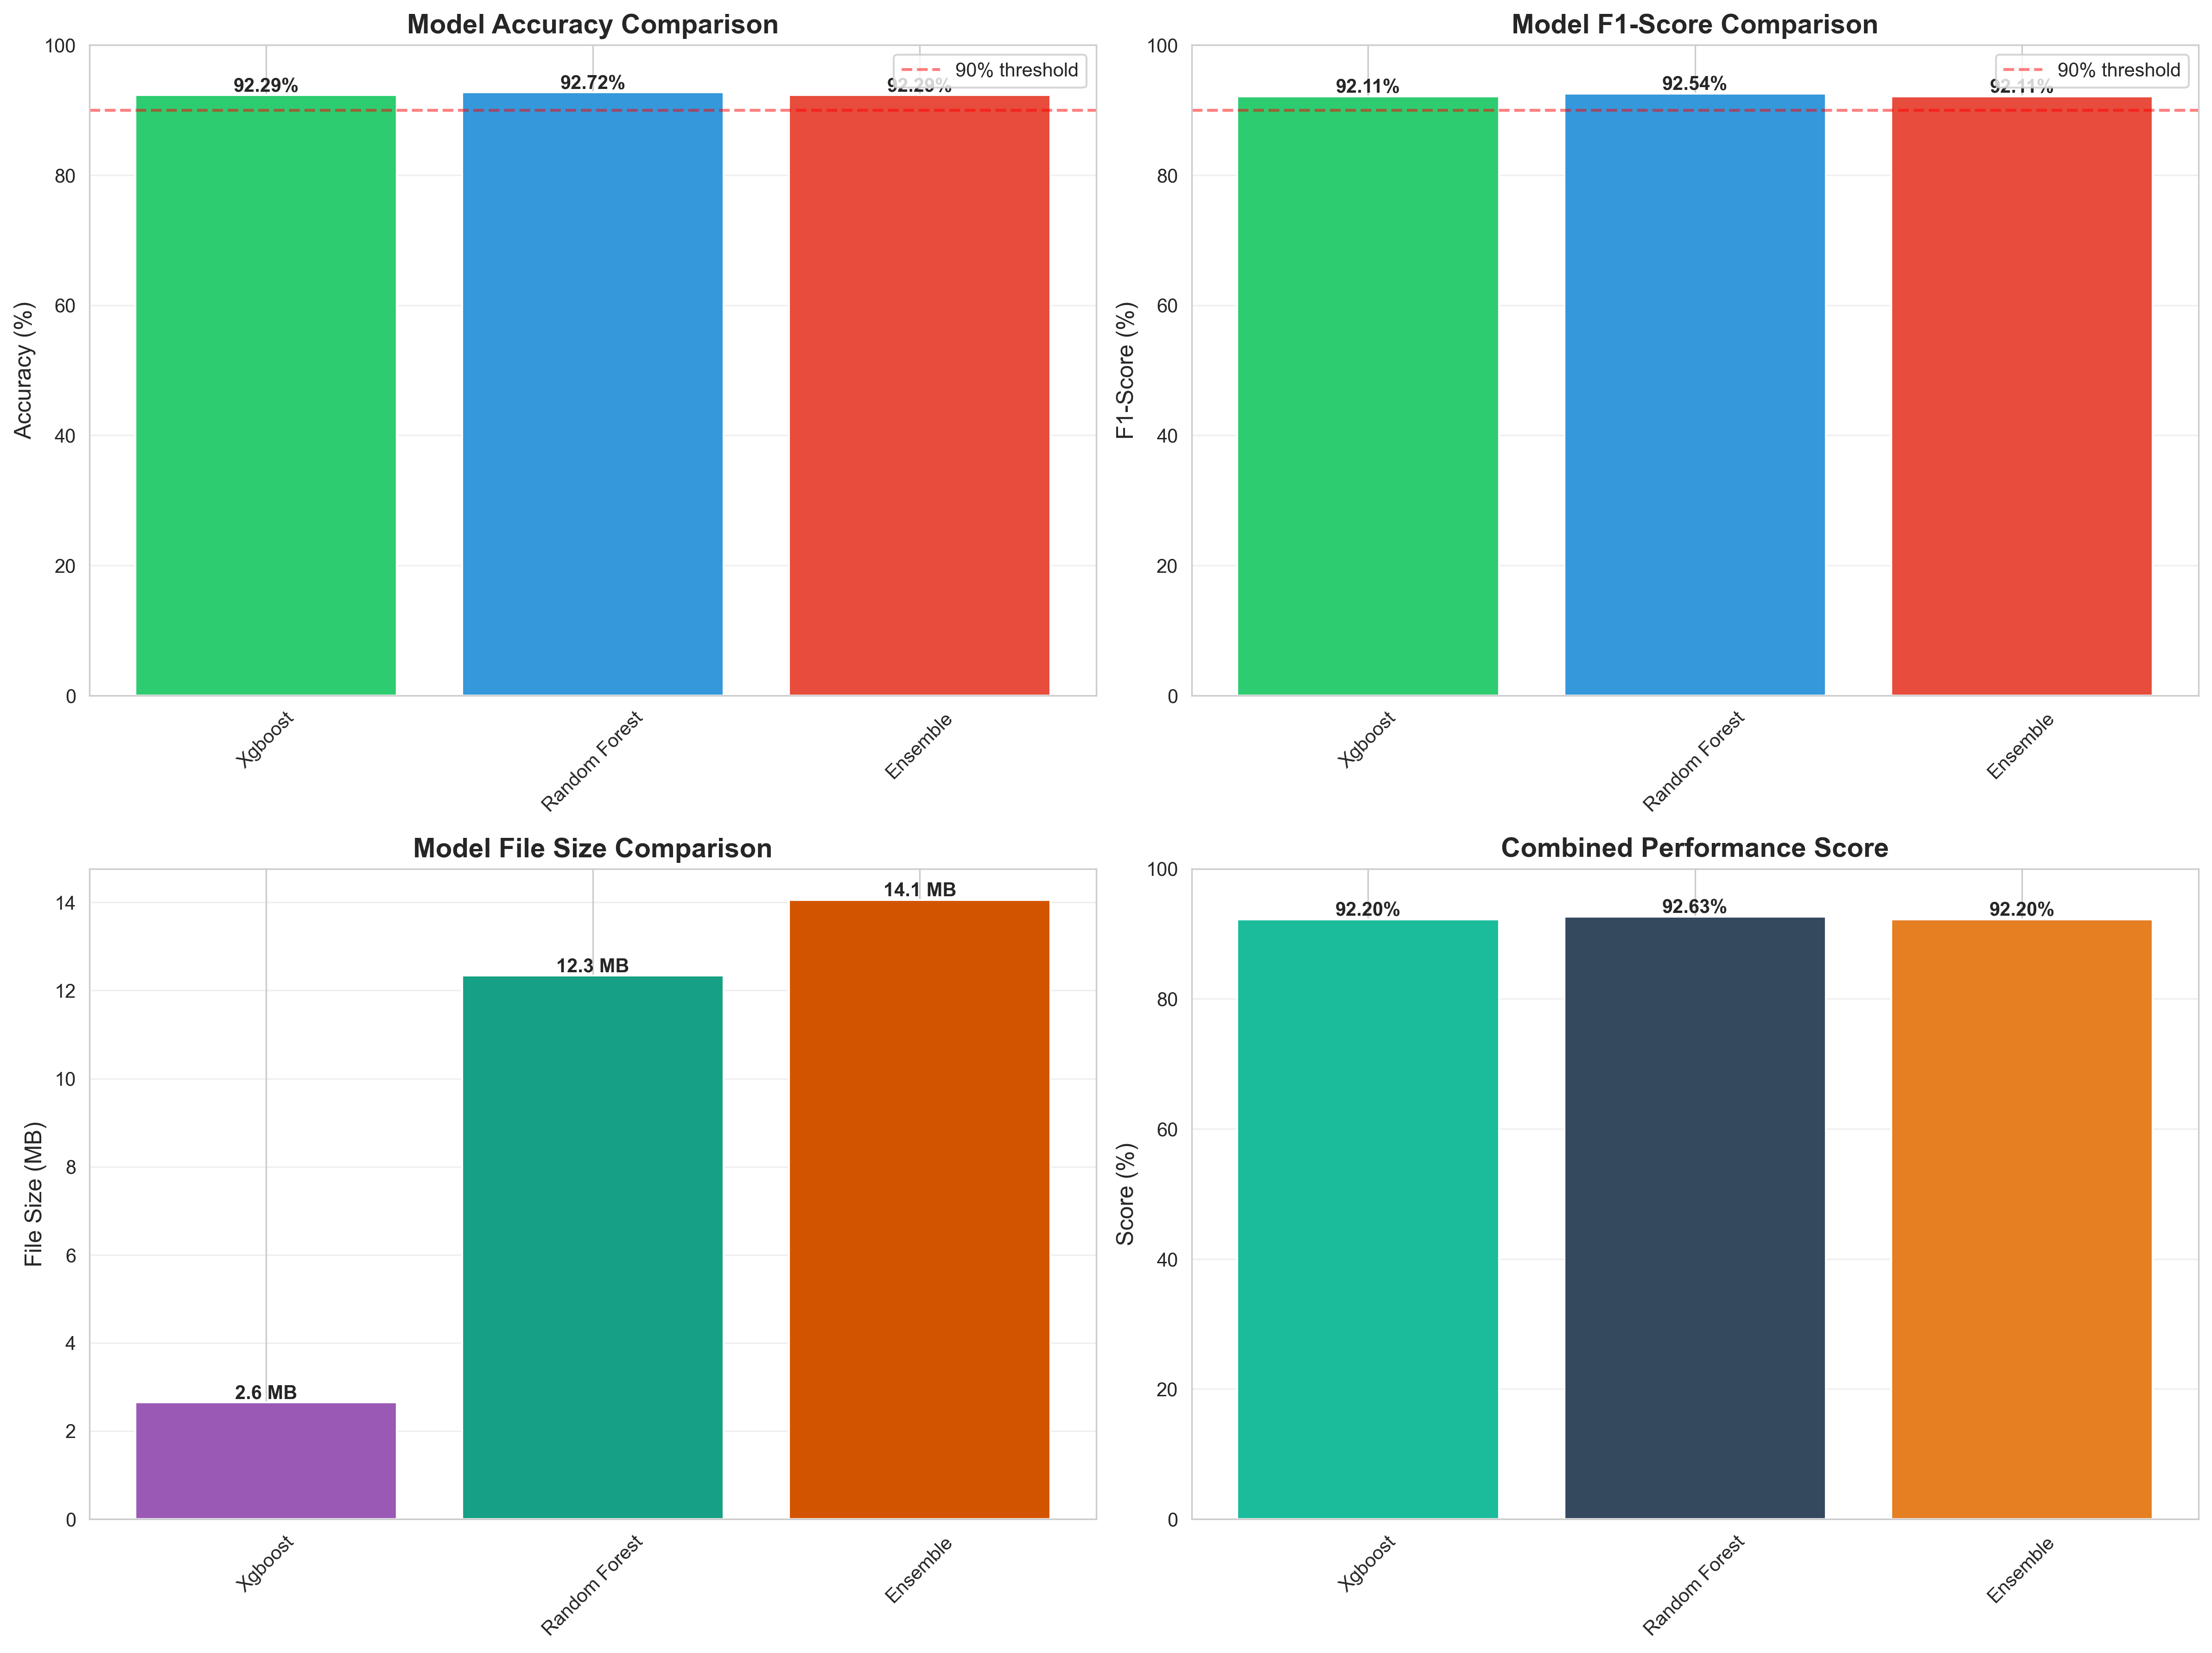 Model Accuracy Comparison
100
80
60
40
20
0
Accuracy (%)
92.29%
92.72%
92.29%
90% threshold
Xgboost
Random Forest
Ensemble
Model F1-Score Comparison
100
80
60
40
20
0
F1-Score (%)
92.11%
92.54%
92.11%
90% threshold
Xgboost
Random Forest
Ensemble
Model File Size Comparison
14
12
10
8
6
4
2
0
File Size (MB)
2.6 MB
12.3 MB
14.1 MB
Xgboost
Random Forest
Ensemble
Combined Performance Score
100
80
60
40
20
0
Score (%)
92.20%
92.63%
92.20%
Xgboost
Random Forest
Ensemble